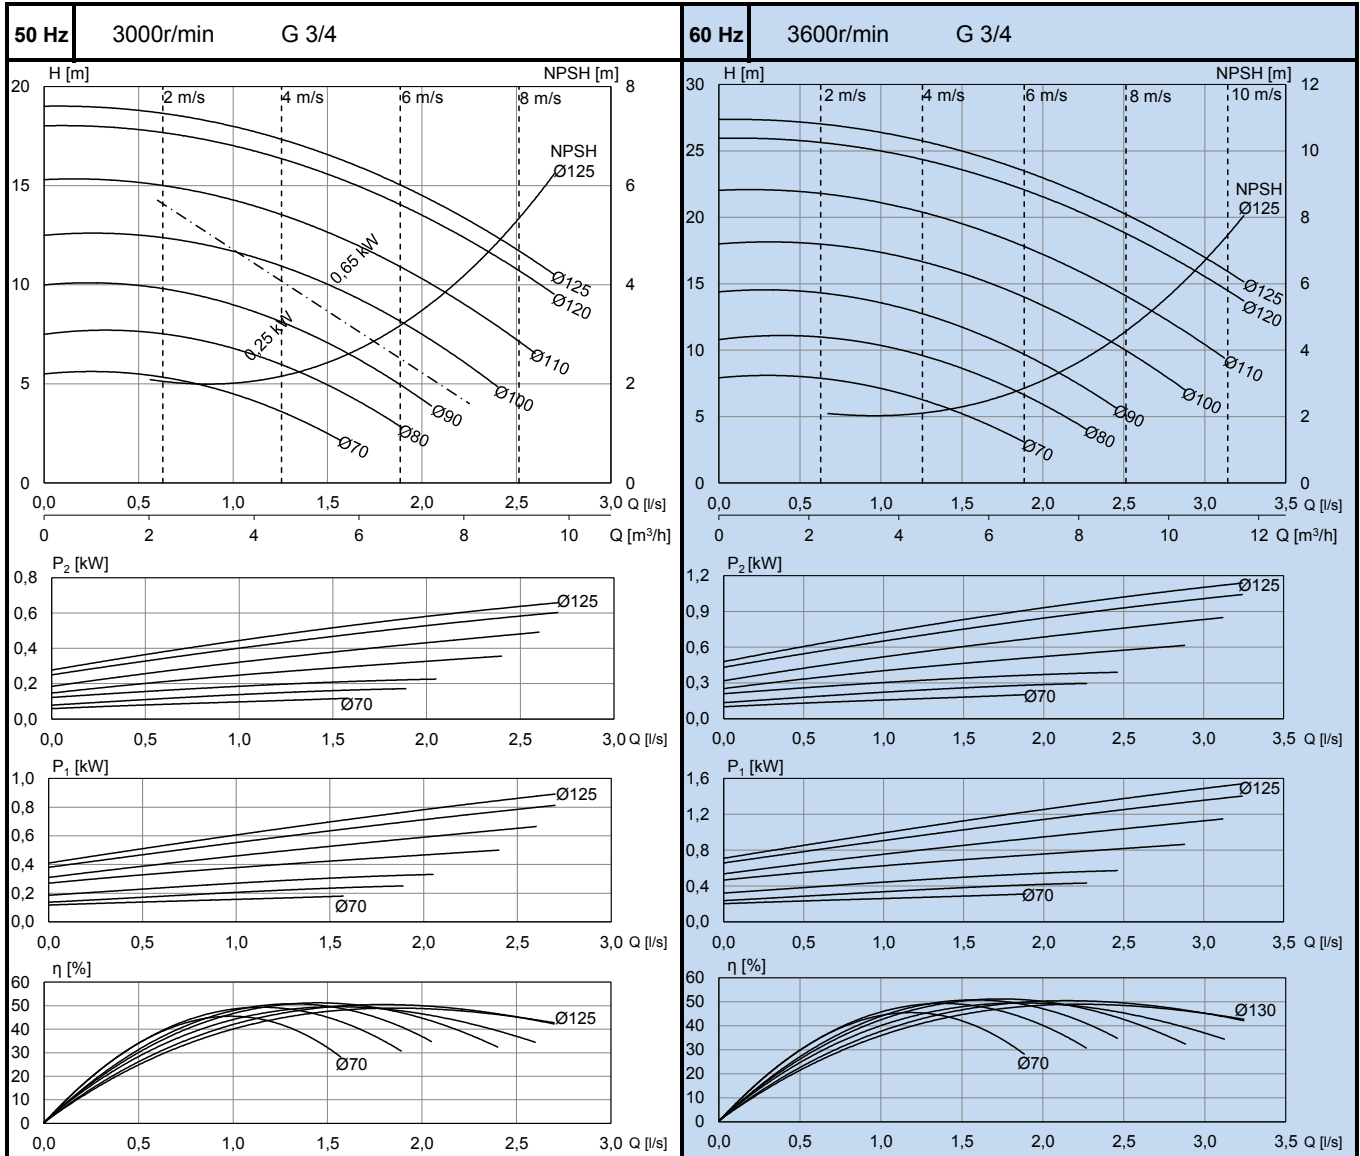 50 Hz 3000r/min G 3/4
H [m] NPSH [m]
20 2 m/s 4 m/s 6 m/s 8 m/s 8
NPSH
Ø125
15 6
0,65 kW
10 4
Ø125
Ø120
0,25 kW
Ø110
5 2
Ø100
Ø90
Ø80
Ø70
0 0
0,0 0,5 1,0 1,5 2,0 2,5 3,0 Q [l/s]
0 2 4 6 8 10 Q [m³/h]
P₂ [kW]
0,8
Ø125
0,6
0,4
0,2
Ø70
0,0
0,0 0,5 1,0 1,5 2,0 2,5 3,0 Q [l/s]
P₁ [kW]
1,0
Ø125
0,8
0,6
0,4
0,2
Ø70
0,0
0,0 0,5 1,0 1,5 2,0 2,5 3,0 Q [l/s]
η [%]
60
50
Ø125
40
30
Ø70
20
10
0
0,0 0,5 1,0 1,5 2,0 2,5 3,0 Q [l/s]
60 Hz 3600r/min G 3/4
H [m] NPSH [m]
30 2 m/s 4 m/s 6 m/s 8 m/s 10 m/s 12
25 10
NPSH
Ø125
20 8
15 6
Ø125
Ø120
10 4
Ø110
Ø100
5 2
Ø90
Ø80
Ø70
0 0
0,0 0,5 1,0 1,5 2,0 2,5 3,0 3,5 Q [l/s]
0 2 4 6 8 10 12 Q [m³/h]
P₂ [kW]
1,2
Ø125
0,9
0,6
0,3
Ø70
0,0
0,0 0,5 1,0 1,5 2,0 2,5 3,0 3,5 Q [l/s]
P₁ [kW]
1,6
Ø125
1,2
0,8
0,4
Ø70
0,0
0,0 0,5 1,0 1,5 2,0 2,5 3,0 3,5 Q [l/s]
η [%]
60
50
Ø130
40
30
Ø70
20
10
0
0,0 0,5 1,0 1,5 2,0 2,5 3,0 3,5 Q [l/s]